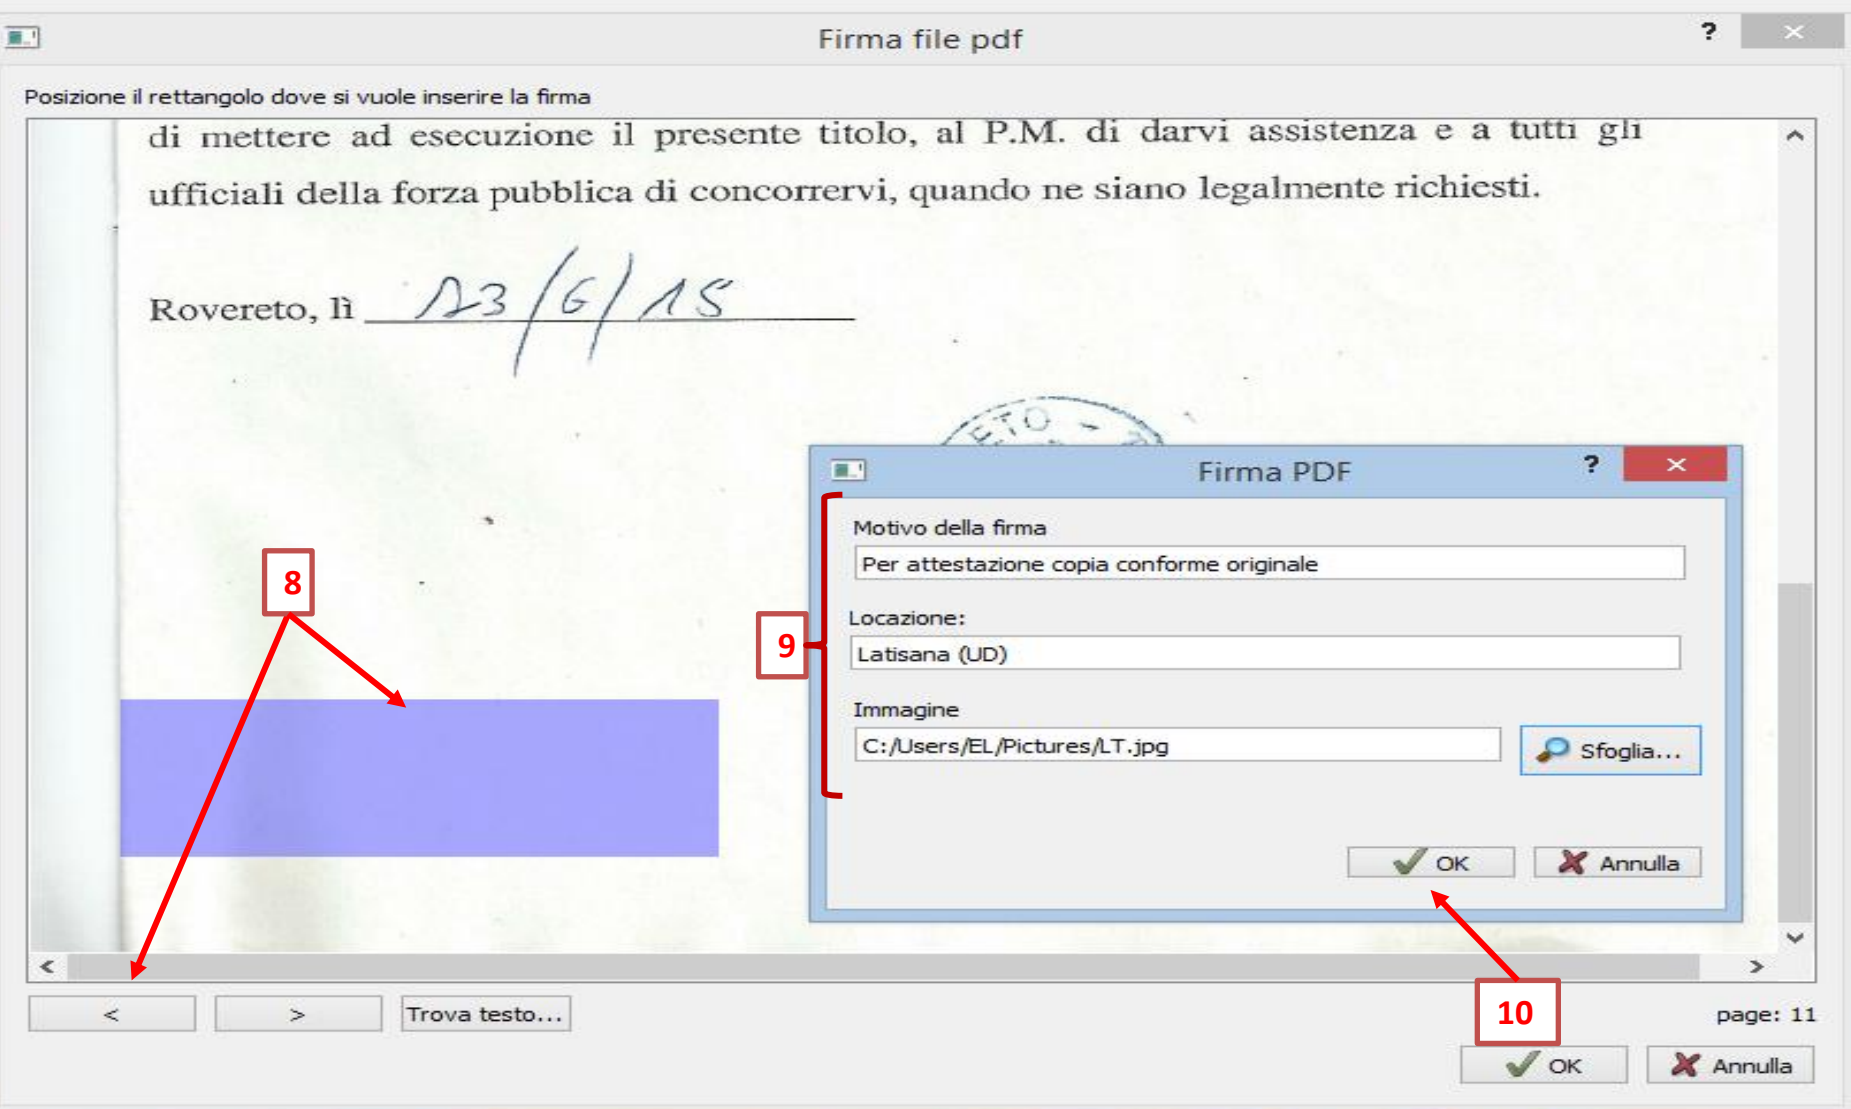 Firma file pdf
?
Posizione il rettangolo dove si vuole inserire la firma
di mettere ad esecuzione il presente titolo, al P.M. di darvi assistenza e a tutti gli
ufficiali della forza pubblica di concorrervi, quando ne siano legalmente richiesti.
Rovereto, lì 23/6/15
ETO -
Firma PDF
?
Motivo della firma
Per attestazione copia conforme originale
8
9
Locazione:
Latisana (UD)
Immagine
C:/Users/EL/Pictures/LT.jpg
Sfoglia...
OK
Annulla
<
>
Trova testo...
10
page: 11
OK
Annulla